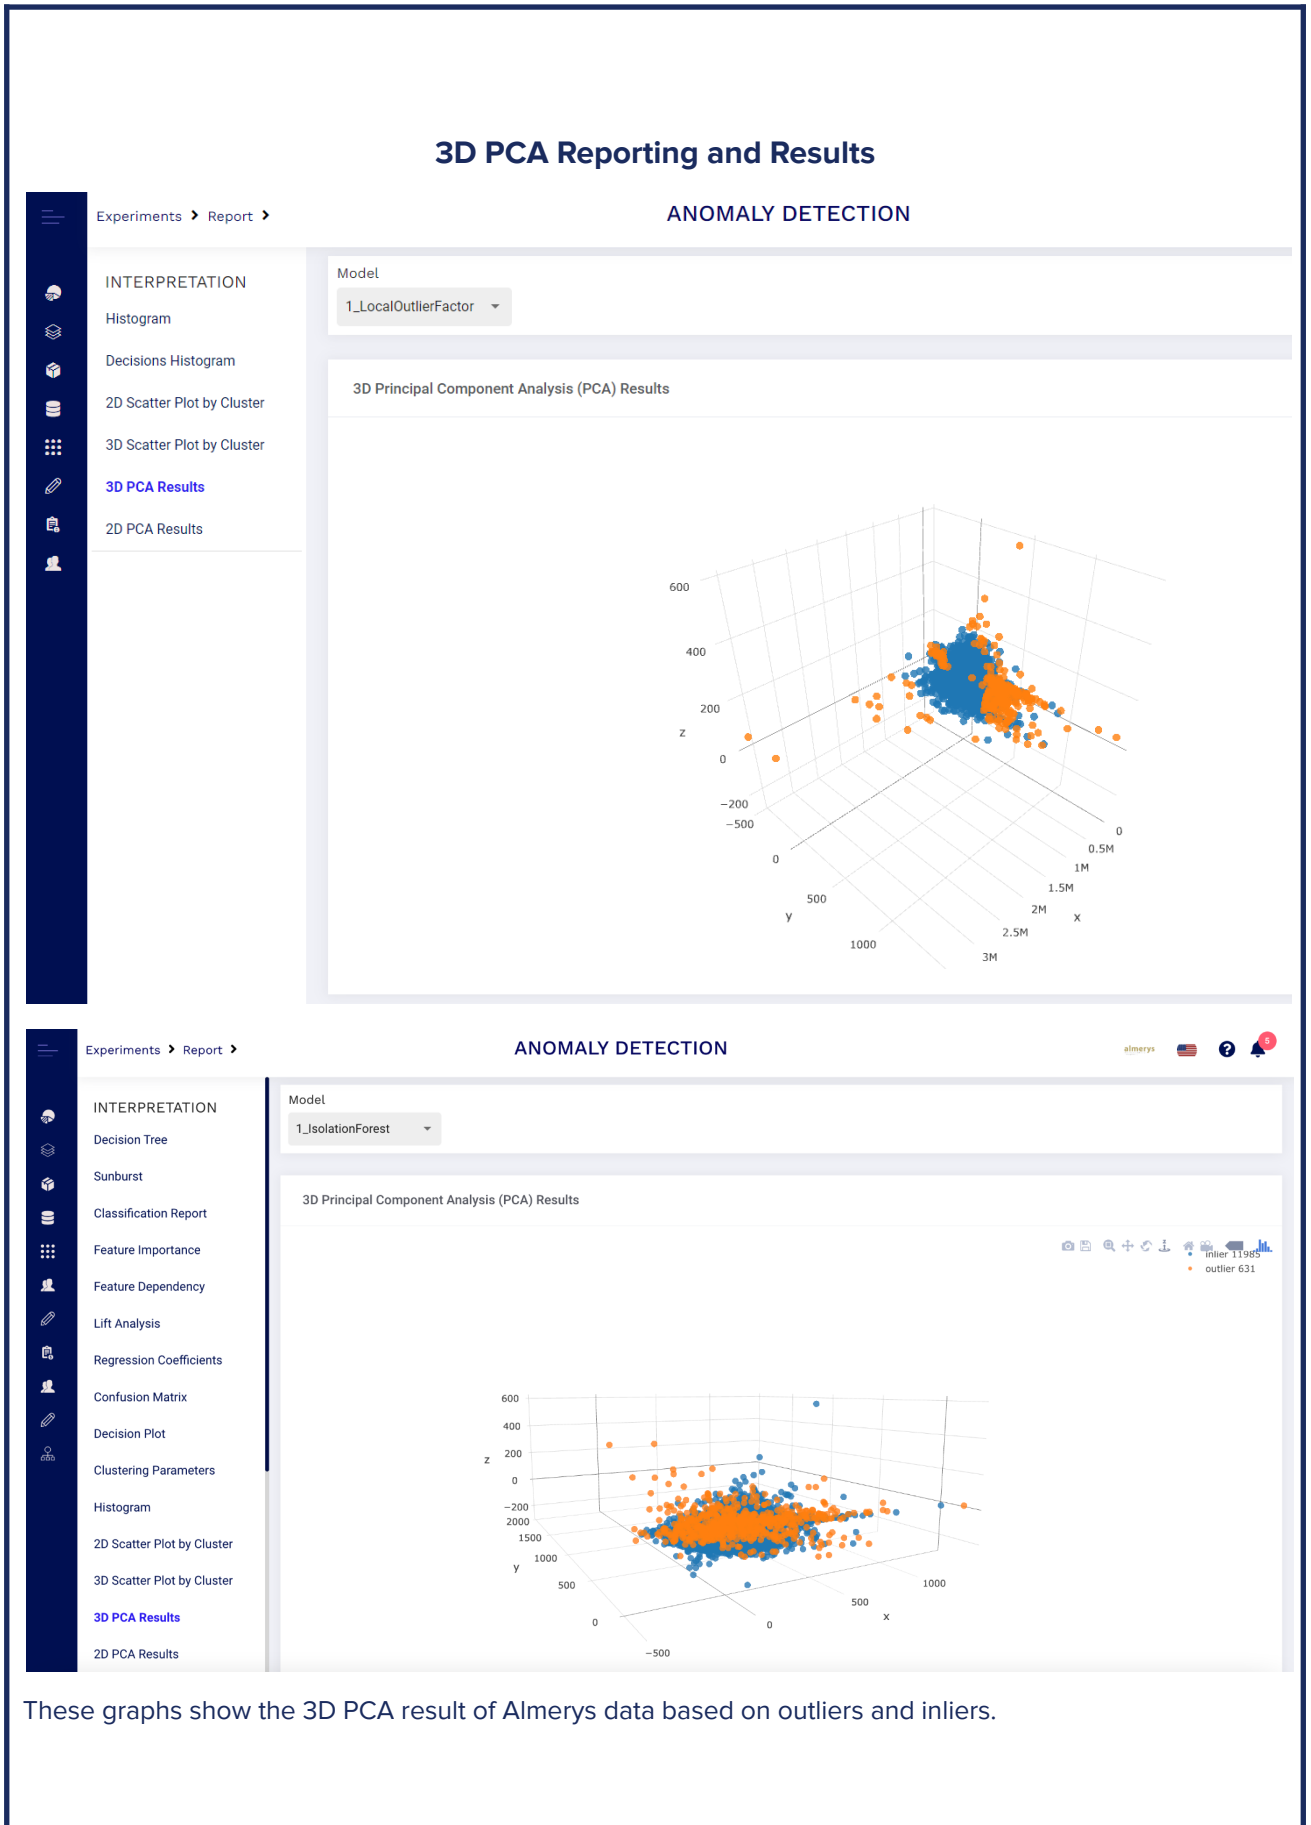 3D PCA Reporting and Results
Experiments > Report >
ANOMALY DETECTION
INTERPRETATION
Histogram
Decisions Histogram
2D Scatter Plot by Cluster
3D Scatter Plot by Cluster
3D PCA Results
2D PCA Results
Model
1_LocalOutlierFactor
3D Principal Component Analysis (PCA) Results
600
400
200
z
0
−200
−500
0
500
y
1000
0
0.5M
1M
1.5M
2M
x
2.5M
3M
Experiments > Report >
ANOMALY DETECTION
almerys
?
5
INTERPRETATION
Decision Tree
Sunburst
Classification Report
Feature Importance
Feature Dependency
Lift Analysis
Regression Coefficients
Confusion Matrix
Decision Plot
Clustering Parameters
Histogram
2D Scatter Plot by Cluster
3D Scatter Plot by Cluster
3D PCA Results
2D PCA Results
Model
1_IsolationForest
3D Principal Component Analysis (PCA) Results
inlier 11985
outlier 631
600
400
z
200
0
−200
2000
1500
1000
y
500
0
−500
0
500
x
1000
These graphs show the 3D PCA result of Almerys data based on outliers and inliers.